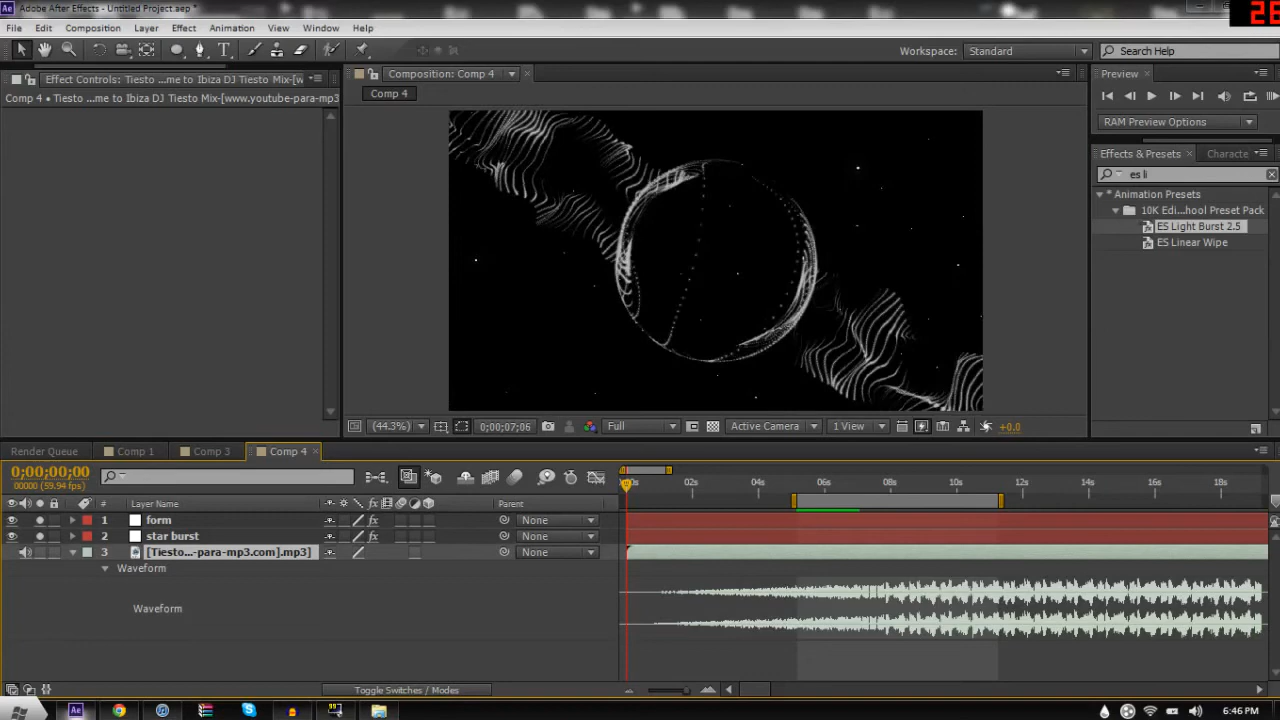 Adobe After Effects - Untitled Project.aep *
File Edit Composition Layer Effect Animation View Window Help
Workspace: Standard Search Help
Effect Controls: Tiesto ...me to Ibiza DJ Tiesto Mix-[w
Composition: Comp 4
Preview
Comp 4 • Tiesto ...me to Ibiza DJ Tiesto Mix-[www.youtube-para-mp3
Comp 4
RAM Preview Options
Effects & Presets
Characte
es li
* Animation Presets
10K Edi...hool Preset Pack
ES Light Burst 2.5
ES Linear Wipe
(44.3%) 0;00;07;06 Full Active Camera 1 View +0.0
Render Queue Comp 1 Comp 3 Comp 4
0;00;00;00
00000 (59.94 fps)
02s 04s 06s 08s 10s 12s 14s 16s 18s
# Layer Name fx Parent
1 form fx None
2 star burst fx None
3 [Tiesto...-para-mp3.com].mp3] None
Waveform
Waveform
Toggle Switches / Modes
Ae 6:46 PM